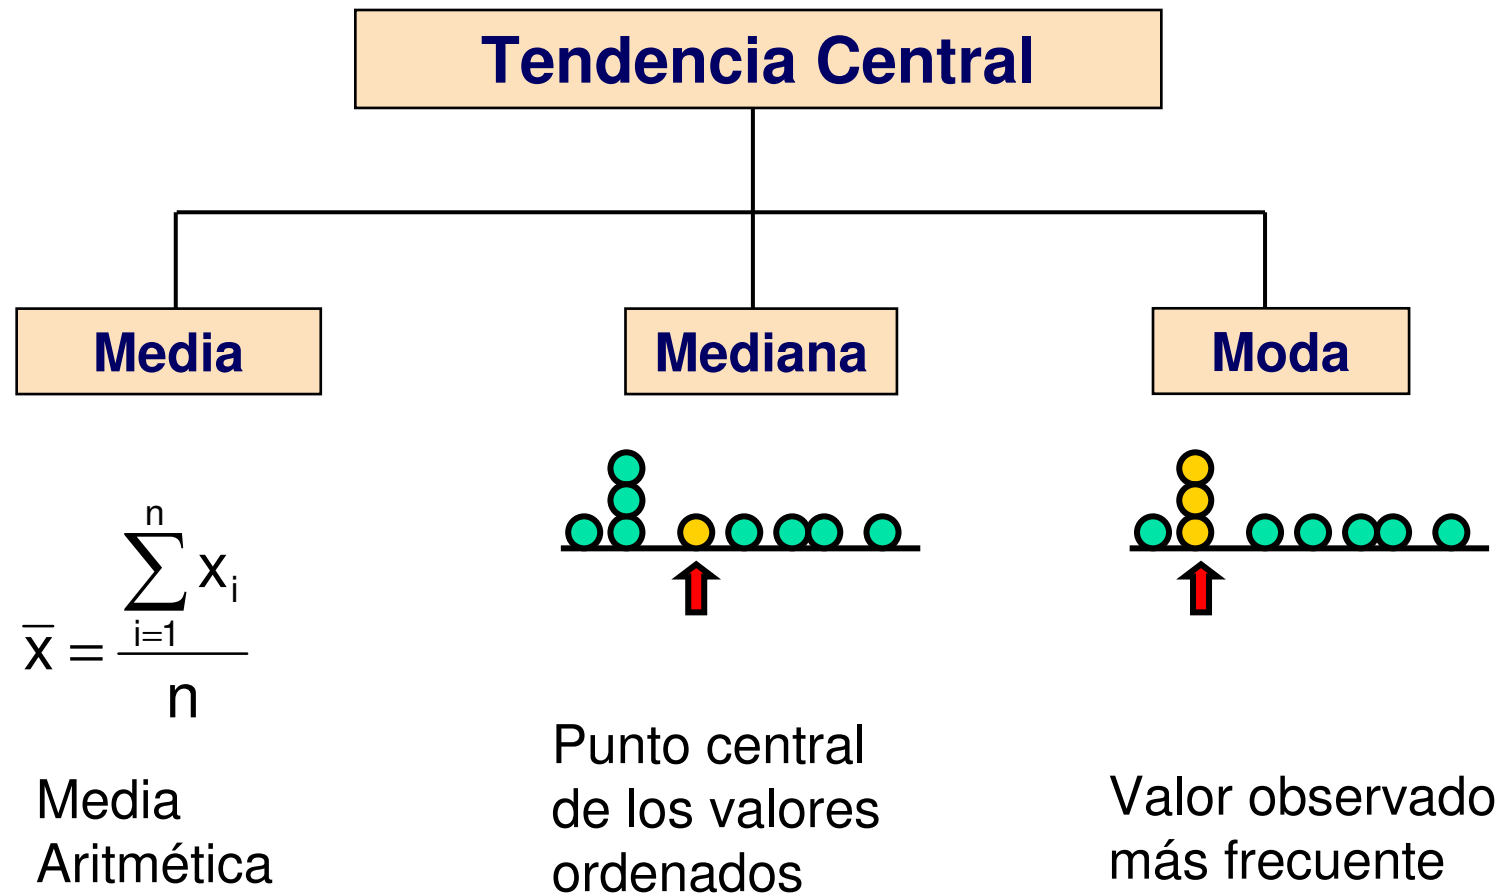 Tendencia Central
Media
Mediana
Moda
n
∑ xᵢ
i=1
x̄ =
n
Media
Aritmética
Punto central
de los valores
ordenados
Valor observado
más frecuente